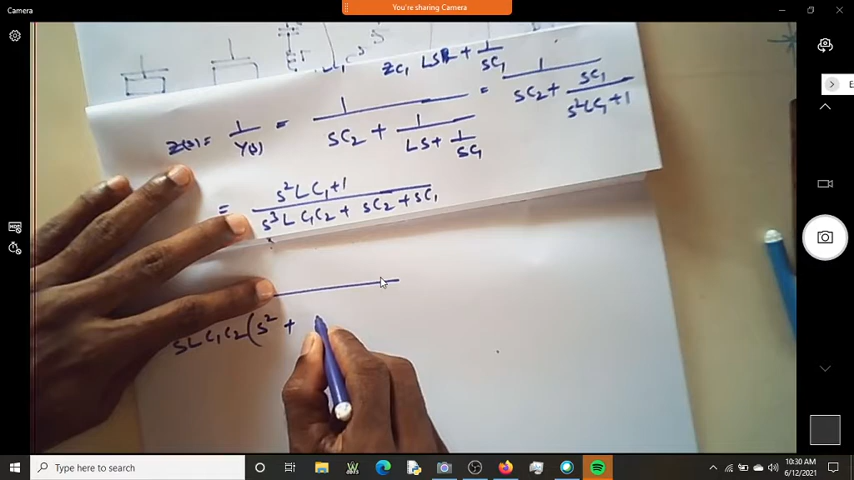 Camera
You're sharing Camera
ZC₁ LS + 1/SC₁
Z(s) = 1/Y(s) = 1/(SC₂ + 1/(LS + 1/SC₁)) = 1/(SC₂ + SC₁/(S²LC₁+1))
= (S²LC₁+1)/(S³LC₁C₂ + SC₂ + SC₁)
SLC₁C₂(S² +
Type here to search
10:30 AM
6/12/2021